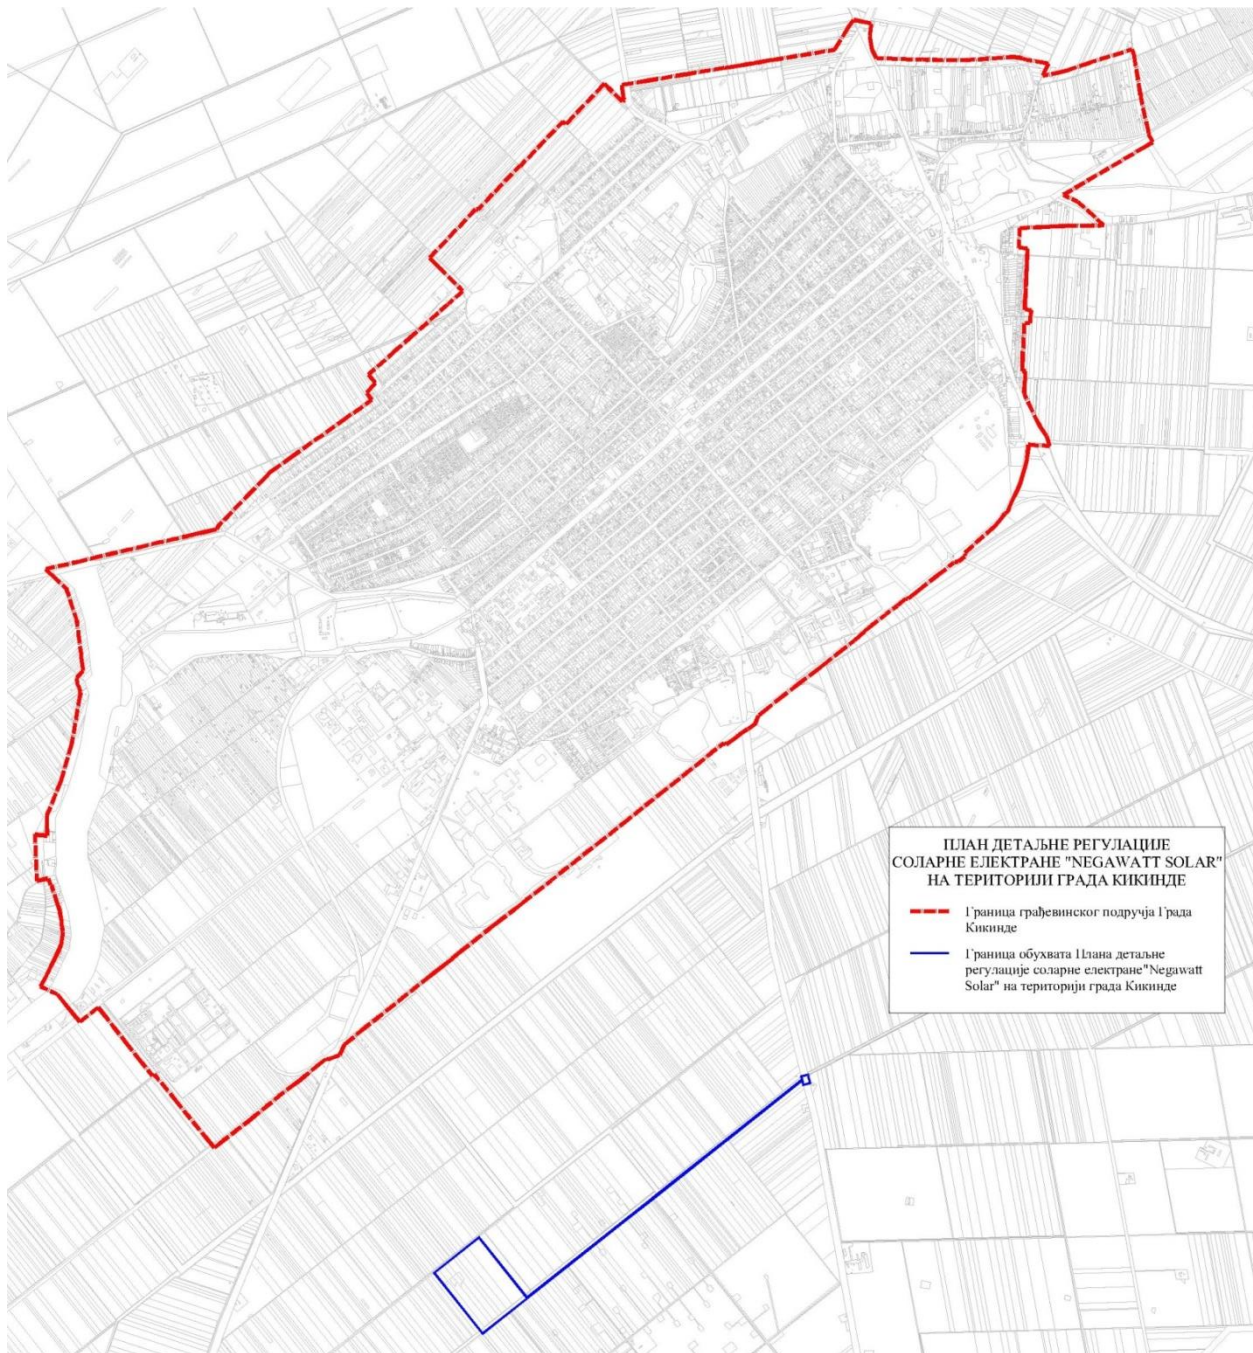 ПЛАН ДЕТАЉНЕ РЕГУЛАЦИЈЕ
СОЛАРНЕ ЕЛЕКТРАНЕ "NEGAWATT SOLAR"
НА ТЕРИТОРИЈИ ГРАДА КИКИНДЕ
Граница грађевинског подручја Града
Кикинде
Граница обухвата Плана детаљне
регулације соларне електране"Negawatt
Solar" на територији града Кикинде